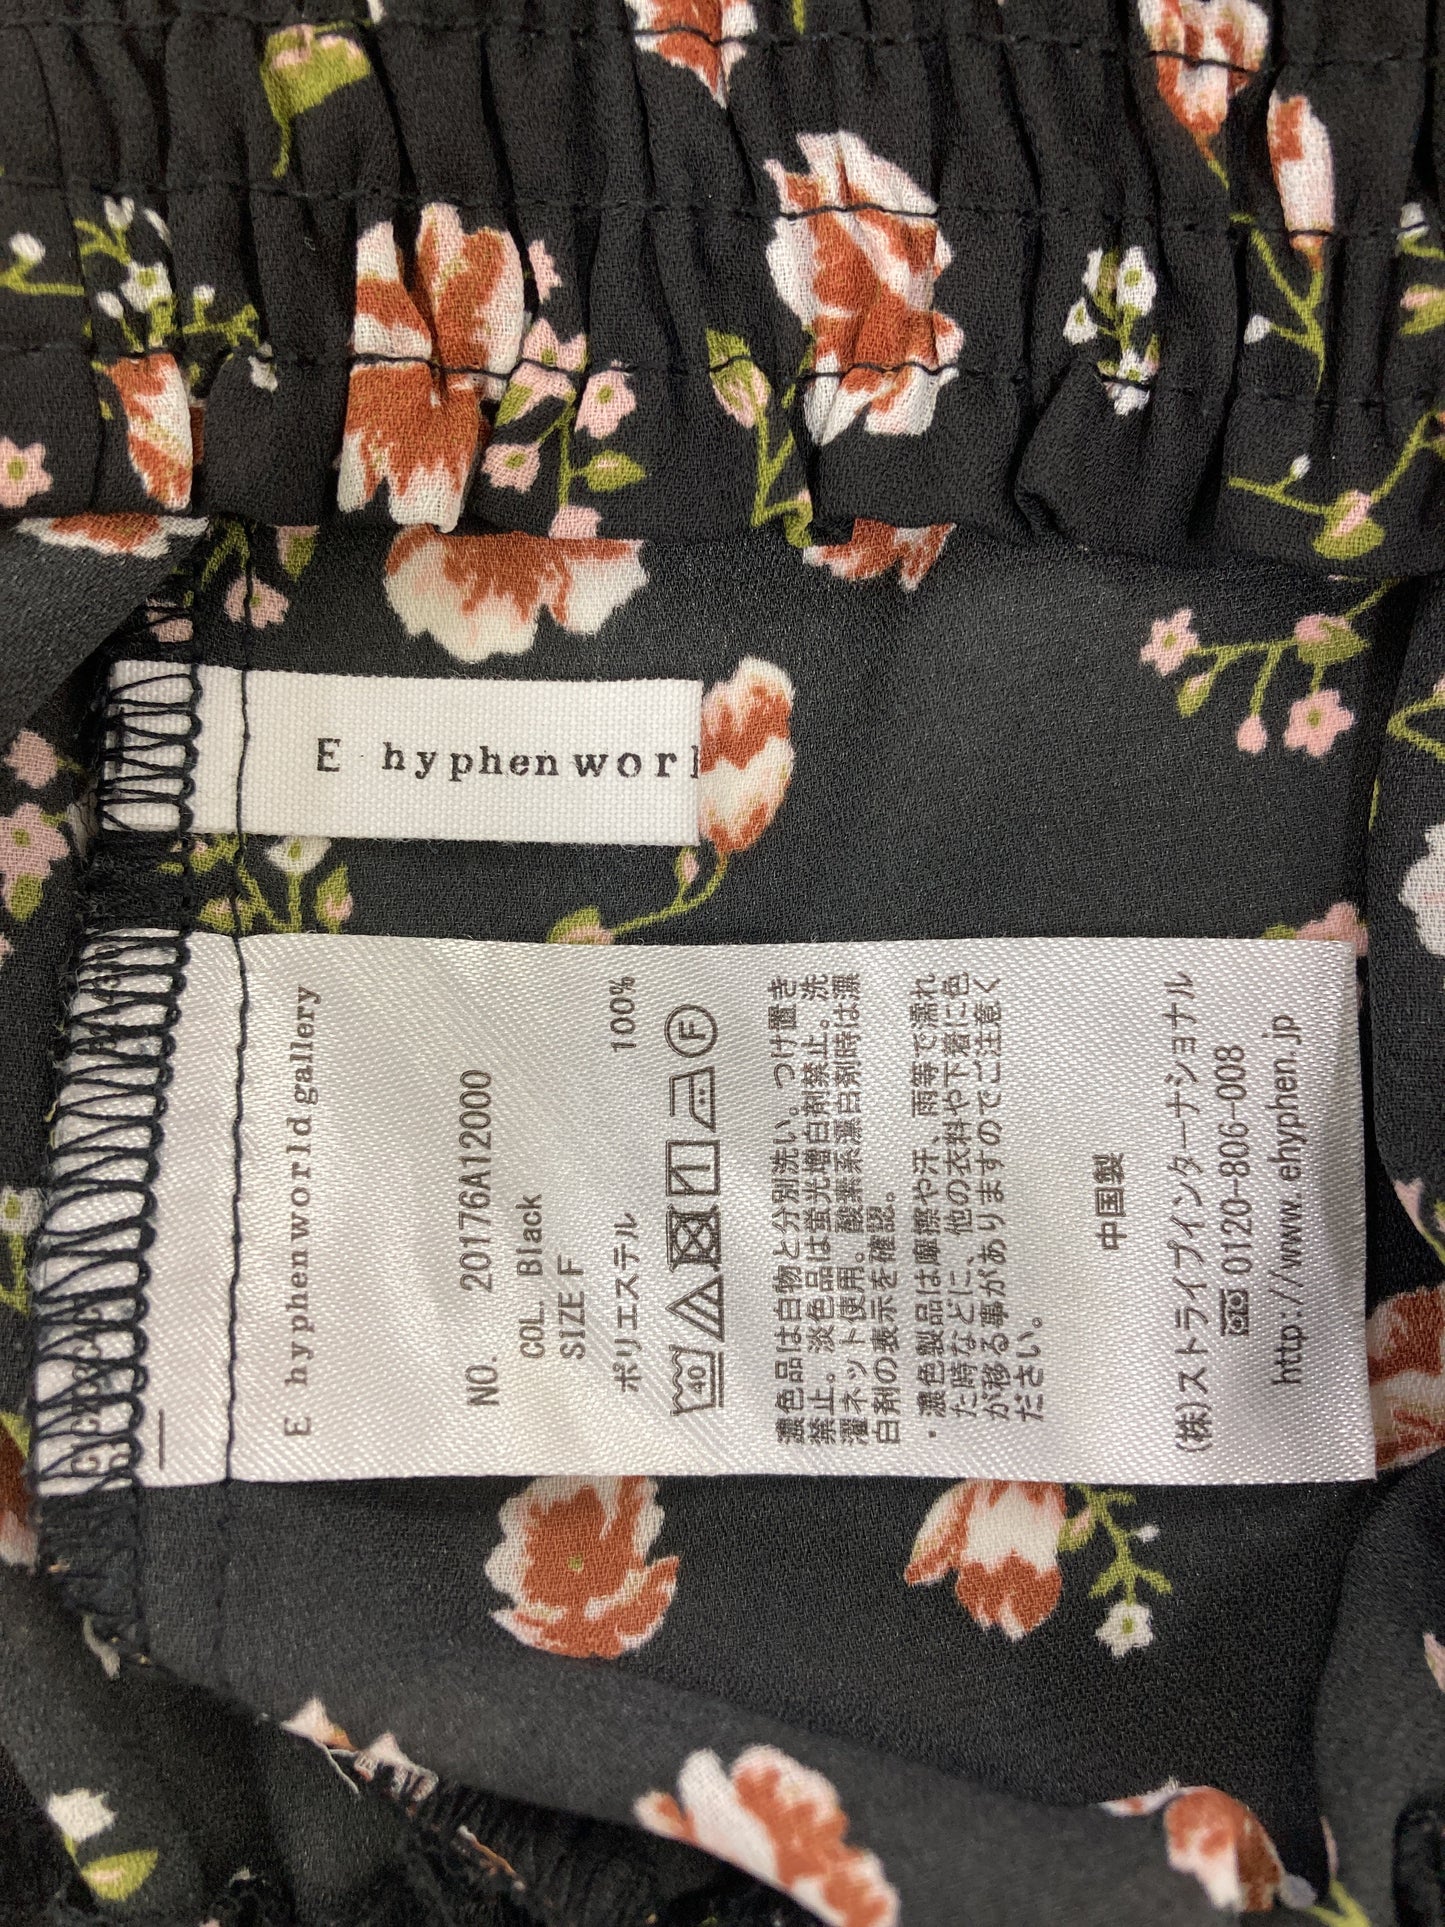 E hyphen worl
E hyphen world gallery
NO. 20176A12000
COL. Black
SIZE F
ポリエステル 100%
40 F
濃色品は白物と分別洗い。つけ置き
禁止。淡色品は蛍光増白剤禁止。洗
濯ネット使用。酸素系漂白剤時は漂
白剤の表示を確認。
・濃色製品は摩擦や汗、雨等で濡れ
た時などに、他の衣料や下着に色
が移る事がありますのでご注意く
ださい。
中国製
(株)ストライプインターナショナル
0120-806-008
http://www.ehyphen.jp